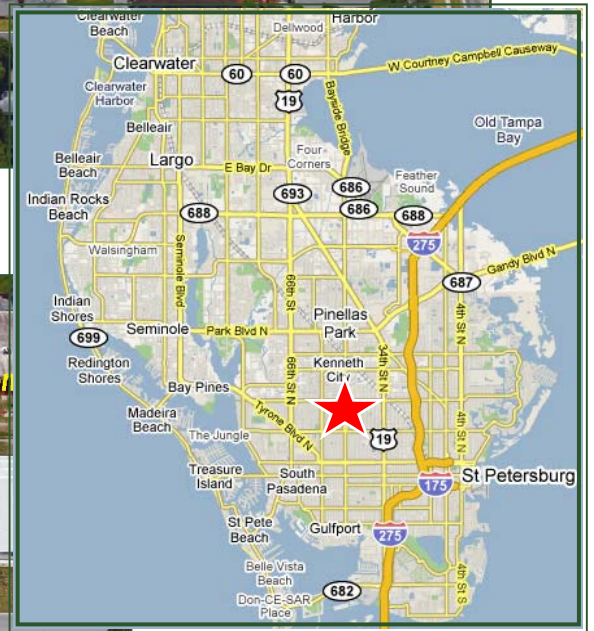 Clearwater
Beach
Harbor
Dellwood
Clearwater
60
60
W Courtney Campbell Causeway
19
Clearwater
Harbor
Bayside Bridge
Old Tampa
Bay
Belleair
Four
Corners
Largo
E Bay Dr
Belleair
Beach
Feather
Sound
686
693
686
688
688
Indian Rocks
Beach
275
Walsingham
Seminole Blvd
66th St
Gandy Blvd N
687
Indian
Shores
Pinellas
Park
4th St N
699
Seminole
Park Blvd N
34th St N
Redington
Shores
66th St N
Kenneth
City
Bay Pines
Madeira
Beach
Tyrone Blvd N
The Jungle
19
4th St N
Treasure
Island
South
Pasadena
175
St Petersburg
St Pete
Beach
Gulfport
275
Belle Vista
Beach
4th St S
Don-CE-SAR
Place
682